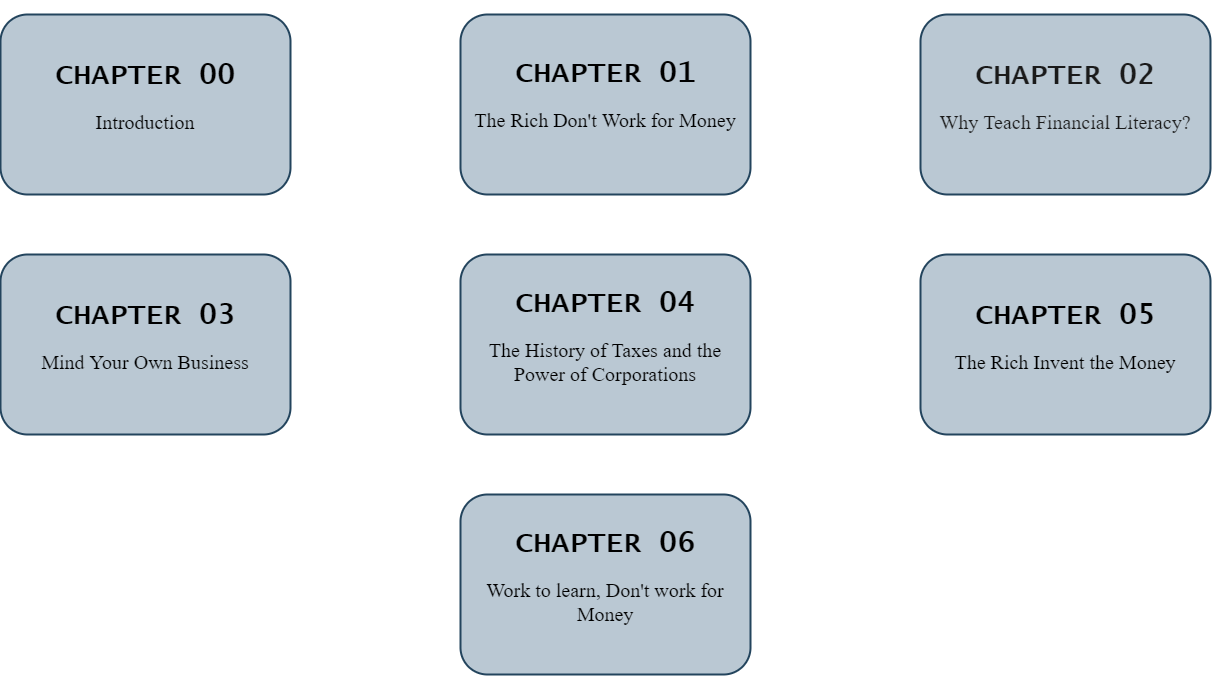 CHAPTER 00
Introduction
CHAPTER 01
The Rich Don't Work for Money
CHAPTER 02
Why Teach Financial Literacy?
CHAPTER 03
Mind Your Own Business
CHAPTER 04
The History of Taxes and the
Power of Corporations
CHAPTER 05
The Rich Invent the Money
CHAPTER 06
Work to learn, Don't work for
Money